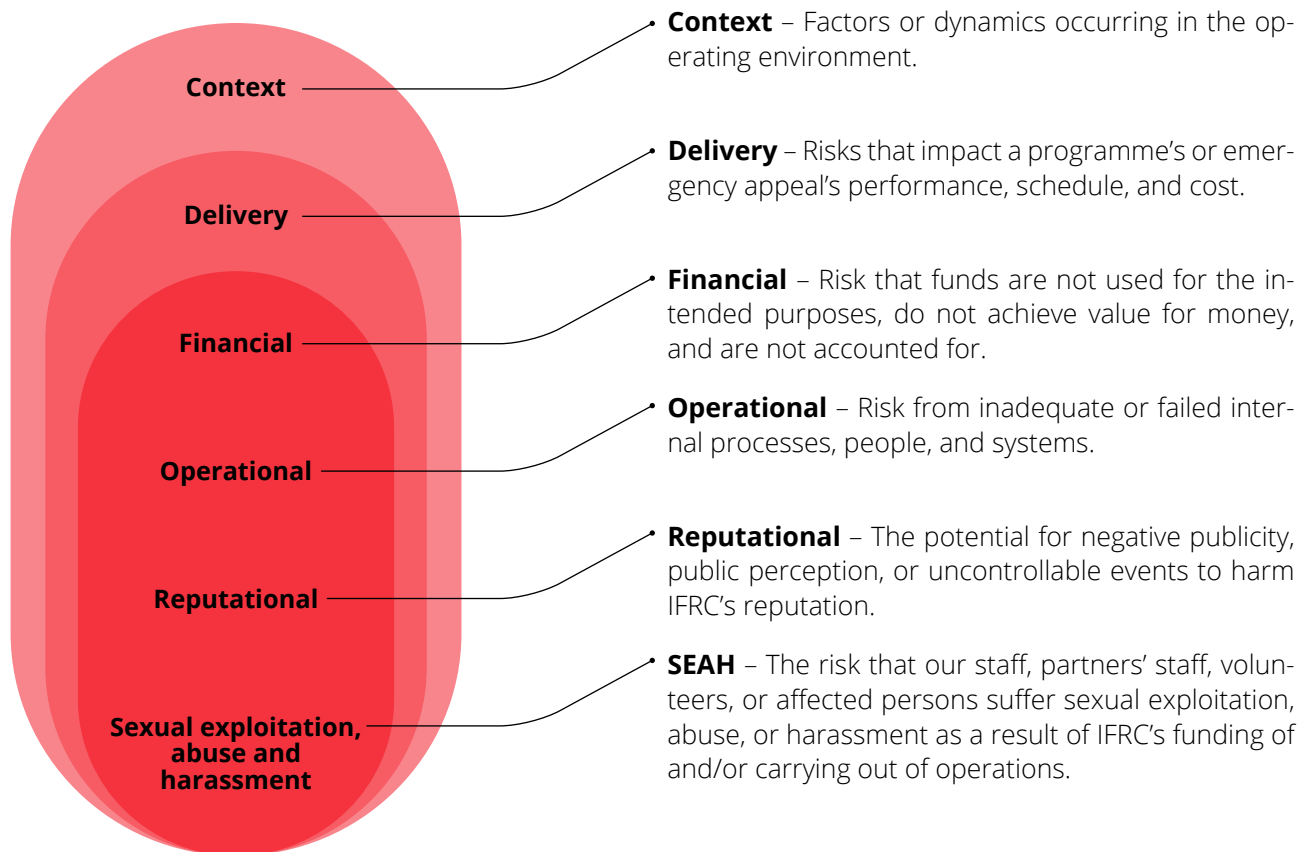 Context
Delivery
Financial
Operational
Reputational
Sexual exploitation,
abuse and
harassment
Context – Factors or dynamics occurring in the op-
erating environment.
Delivery – Risks that impact a programme’s or emer-
gency appeal’s performance, schedule, and cost.
Financial – Risk that funds are not used for the in-
tended purposes, do not achieve value for money,
and are not accounted for.
Operational – Risk from inadequate or failed inter-
nal processes, people, and systems.
Reputational – The potential for negative publicity,
public perception, or uncontrollable events to harm
IFRC’s reputation.
SEAH – The risk that our staff, partners’ staff, volun-
teers, or affected persons suffer sexual exploitation,
abuse, or harassment as a result of IFRC’s funding of
and/or carrying out of operations.